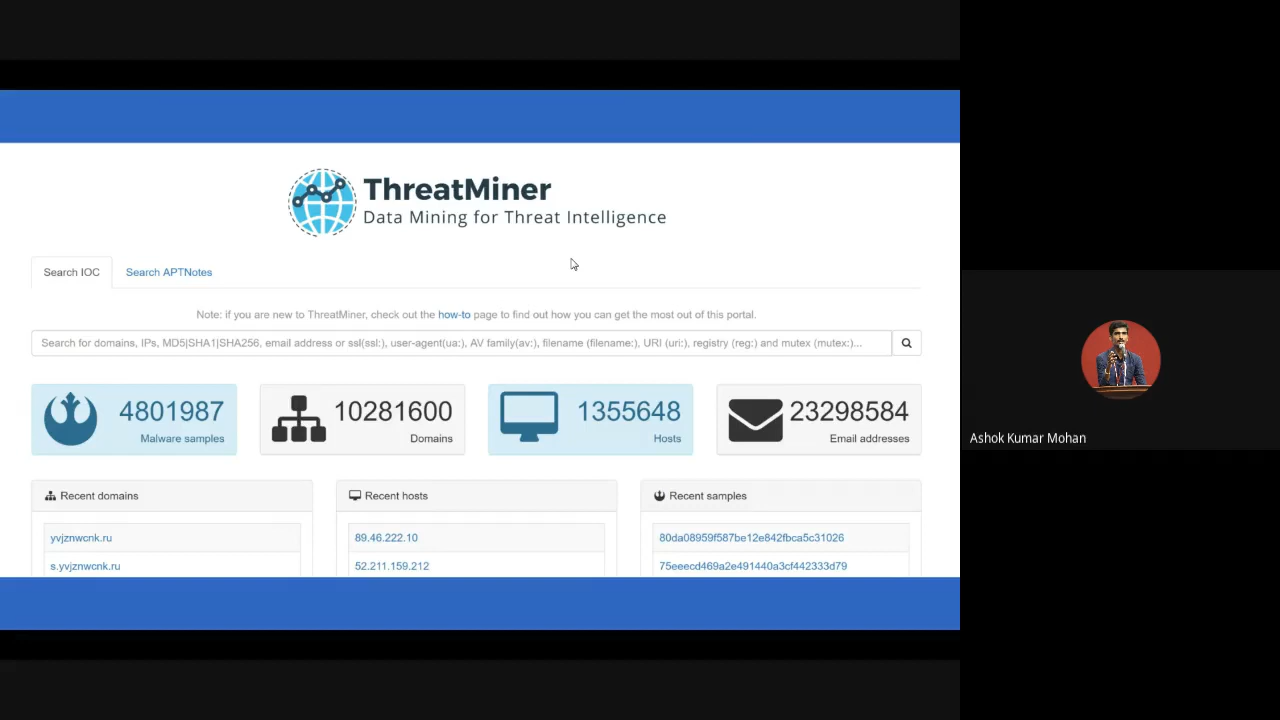 ThreatMiner
Data Mining for Threat Intelligence
Search IOC
Search APTNotes
Note: if you are new to ThreatMiner, check out the how-to page to find out how you can get the most out of this portal.
Search for domains, IPs, MD5|SHA1|SHA256, email address or ssl(ssl:), user-agent(ua:), AV family(av:), filename (filename:), URI (uri:), registry (reg:) and mutex (mutex:)...
4801987
Malware samples
10281600
Domains
1355648
Hosts
23298584
Email addresses
Recent domains
yvjznwcnk.ru
s.yvjznwcnk.ru
Recent hosts
89.46.222.10
52.211.159.212
Recent samples
80da08959f587be12e842fbca5c31026
75eeecd469a2e491440a3cf442333d79
Ashok Kumar Mohan